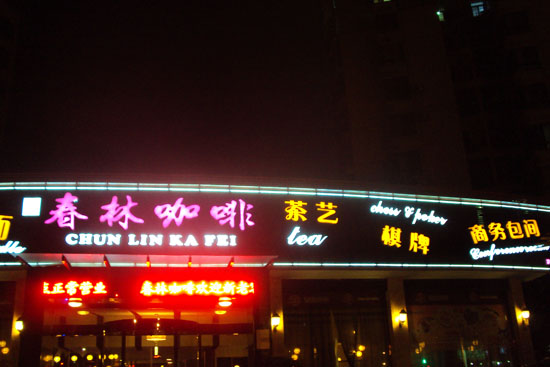 春林咖啡
CHUN LIN KA FEI
茶艺
tea
chess & poker
棋牌
商务包间
正常营业
春林咖啡欢迎新老